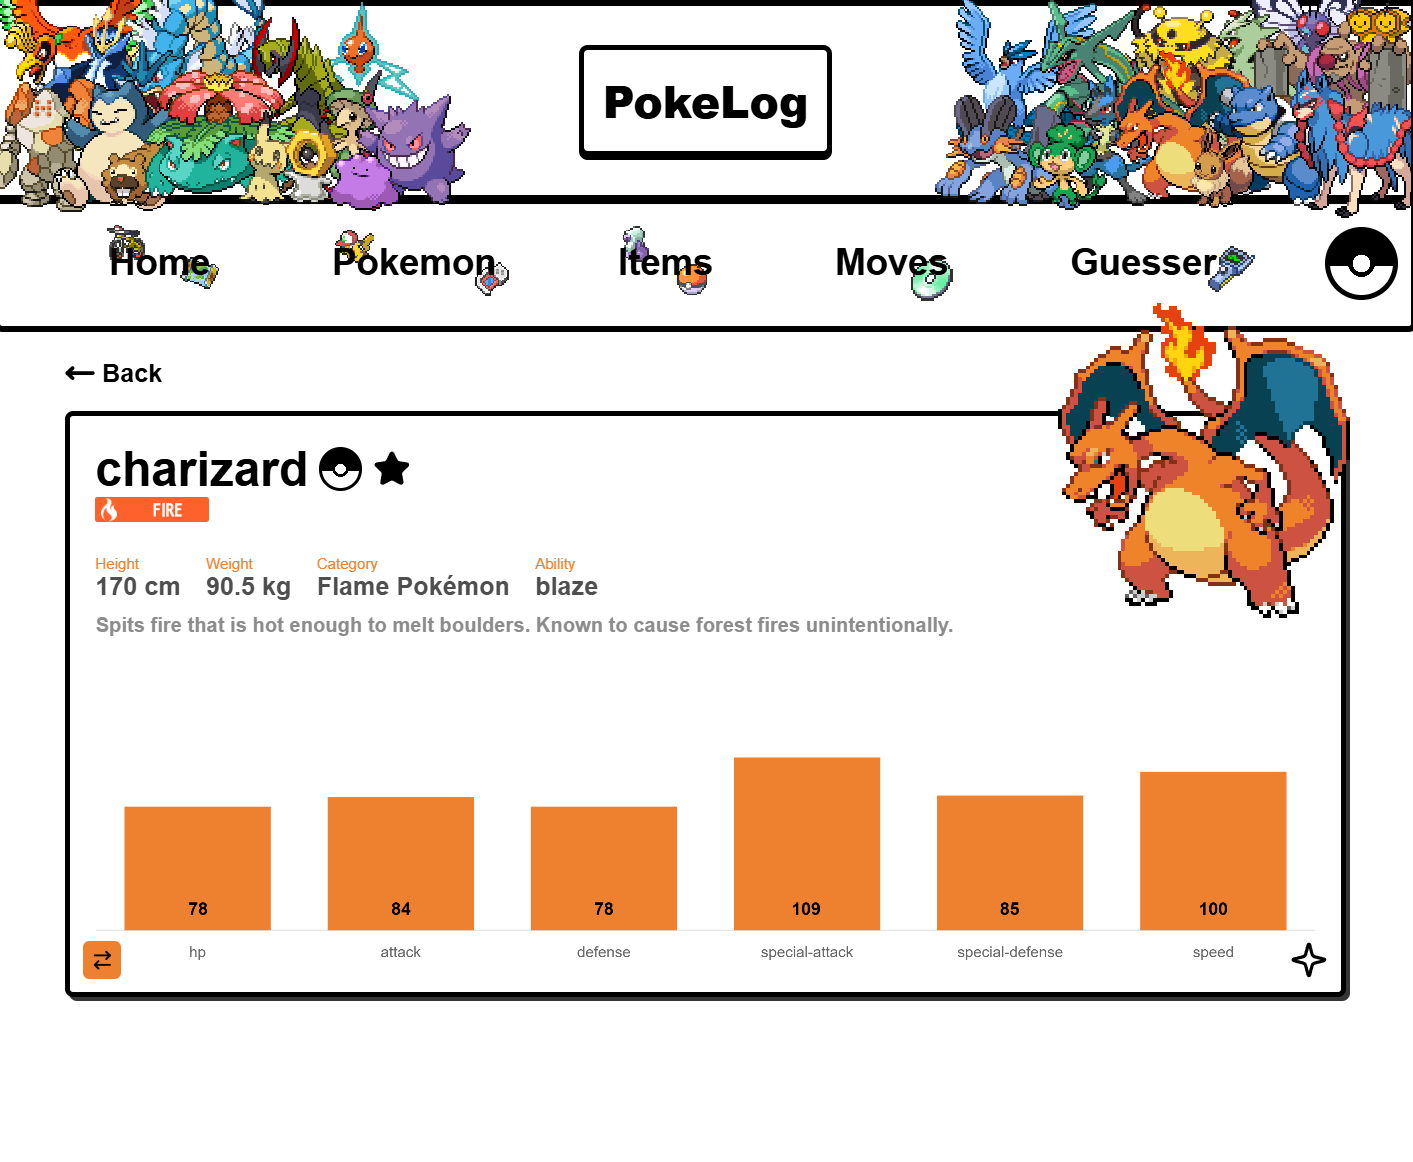 PokeLog
Home Pokemon Items Moves Guesser
Back
charizard
FIRE
Height Weight Category Ability
170 cm 90.5 kg Flame Pokémon blaze
Spits fire that is hot enough to melt boulders. Known to cause forest fires unintentionally.
78 84 78 109 85 100
hp attack defense special-attack special-defense speed